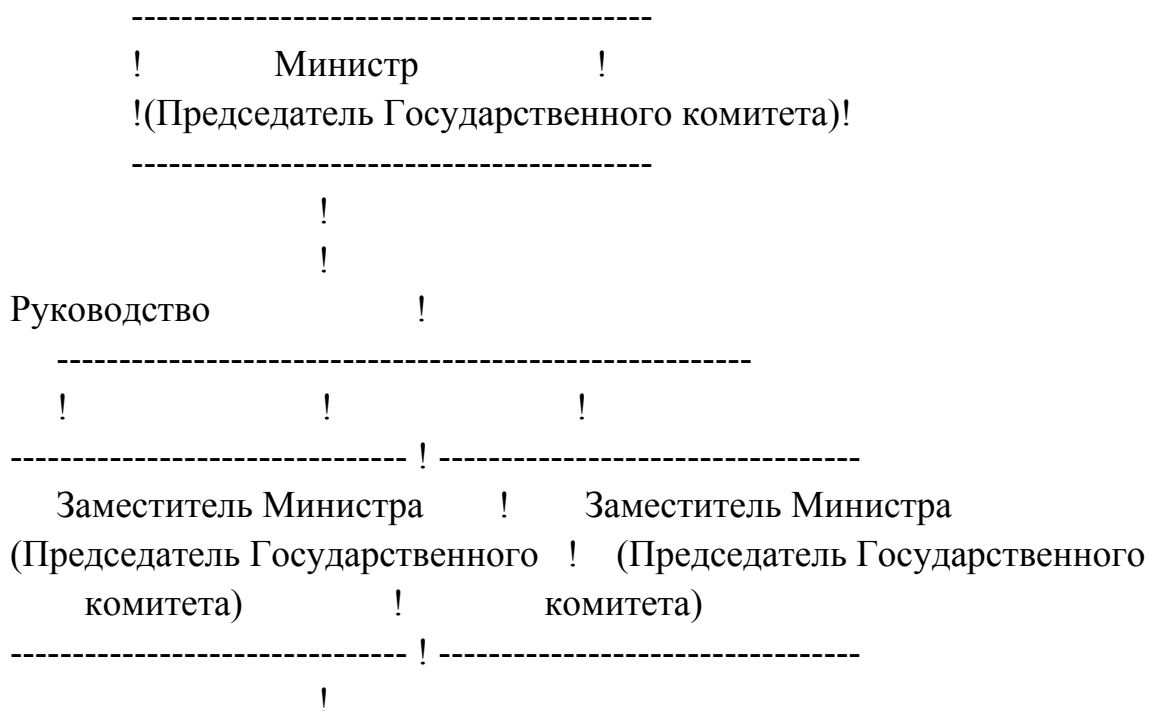 ------------------------------------------
! Министр !
!(Председатель Государственного комитета)!
------------------------------------------
!
!
Руководство !
--------------------------------------------------------
! ! !
-------------------------------- ! ----------------------------------
Заместитель Министра ! Заместитель Министра
(Председатель Государственного ! (Председатель Государственного
комитета) ! комитета)
-------------------------------- ! ----------------------------------
!